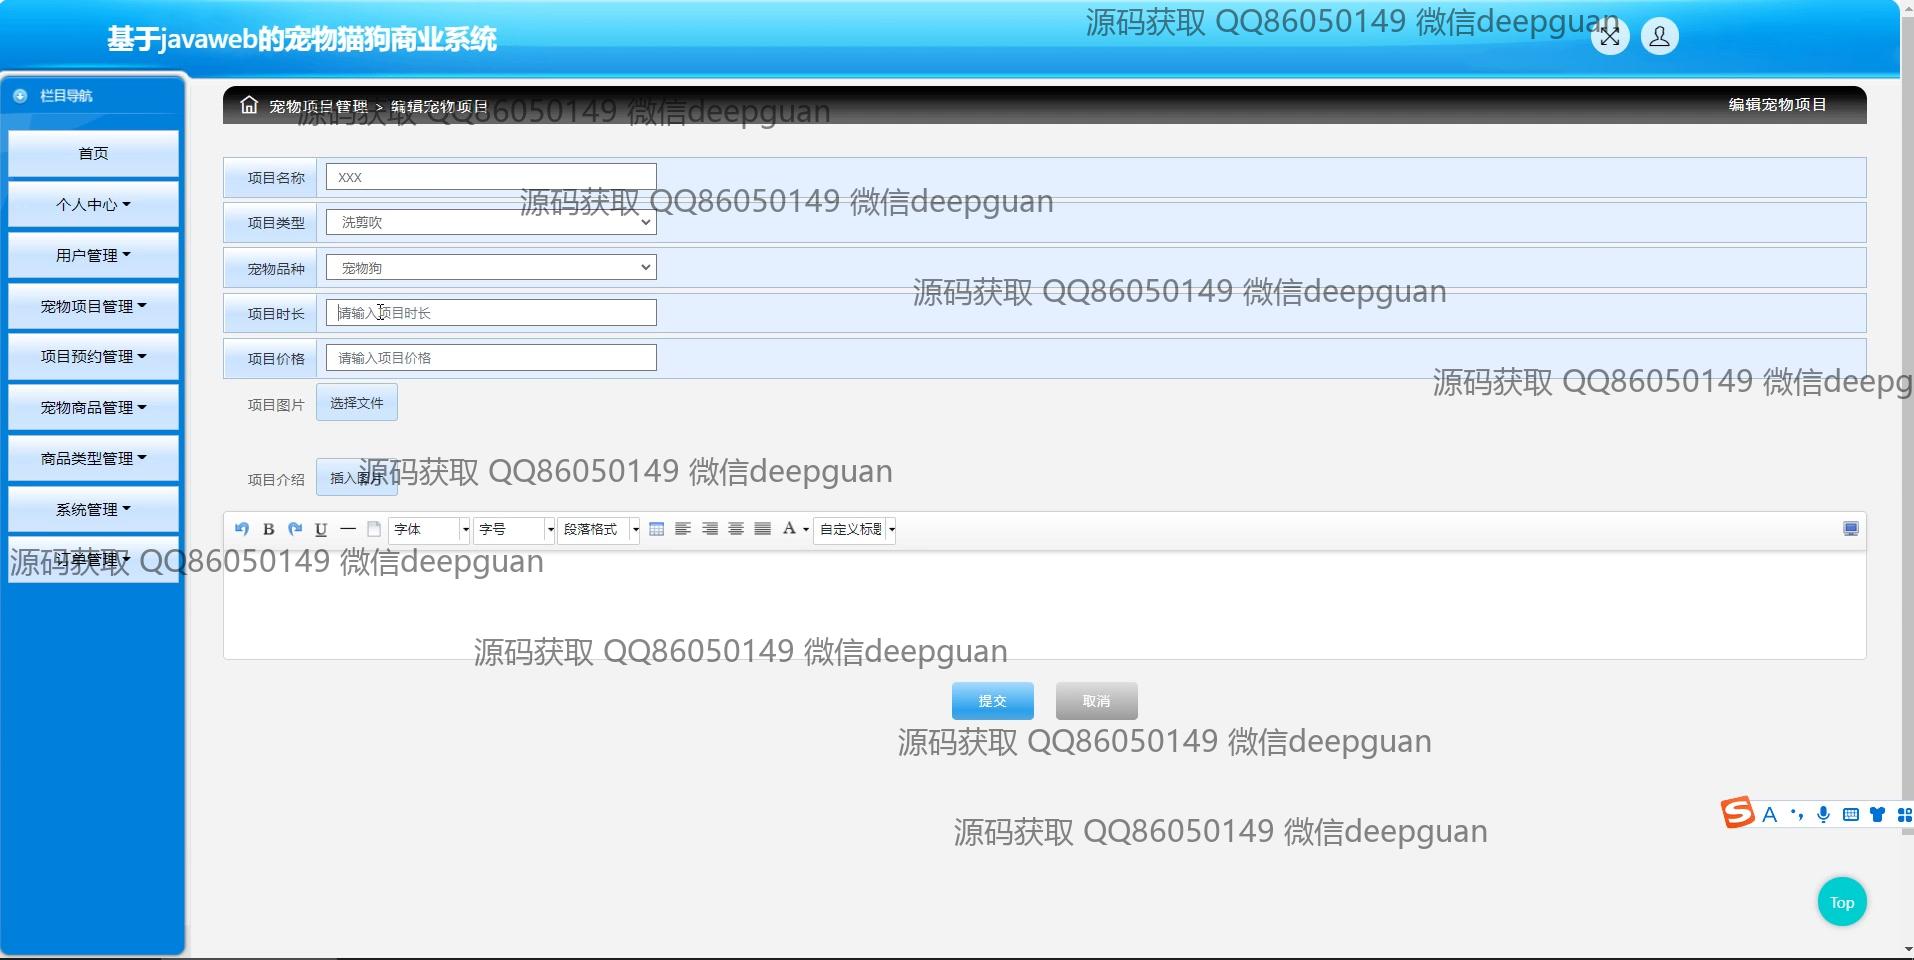 源码获取 QQ86050149 微信deepguan
基于javaweb的宠物猫狗商业系统
栏目导航
宠物项目管理 > 编辑宠物项目
编辑宠物项目
源码获取 QQ86050149 微信deepguan
首页
个人中心
用户管理
宠物项目管理
项目预约管理
宠物商品管理
商品类型管理
系统管理
订单管理
项目名称 XXX
源码获取 QQ86050149 微信deepguan
项目类型 洗剪吹
宠物品种 宠物狗
源码获取 QQ86050149 微信deepguan
项目时长 请输入项目时长
项目价格 请输入项目价格
源码获取 QQ86050149 微信deepg
项目图片 选择文件
项目介绍 插入图片
源码获取 QQ86050149 微信deepguan
B U 字体 字号 段落格式 A 自定义标题
源码获取 QQ86050149 微信deepguan
源码获取 QQ86050149 微信deepguan
提交 取消
源码获取 QQ86050149 微信deepguan
S A
源码获取 QQ86050149 微信deepguan
Top